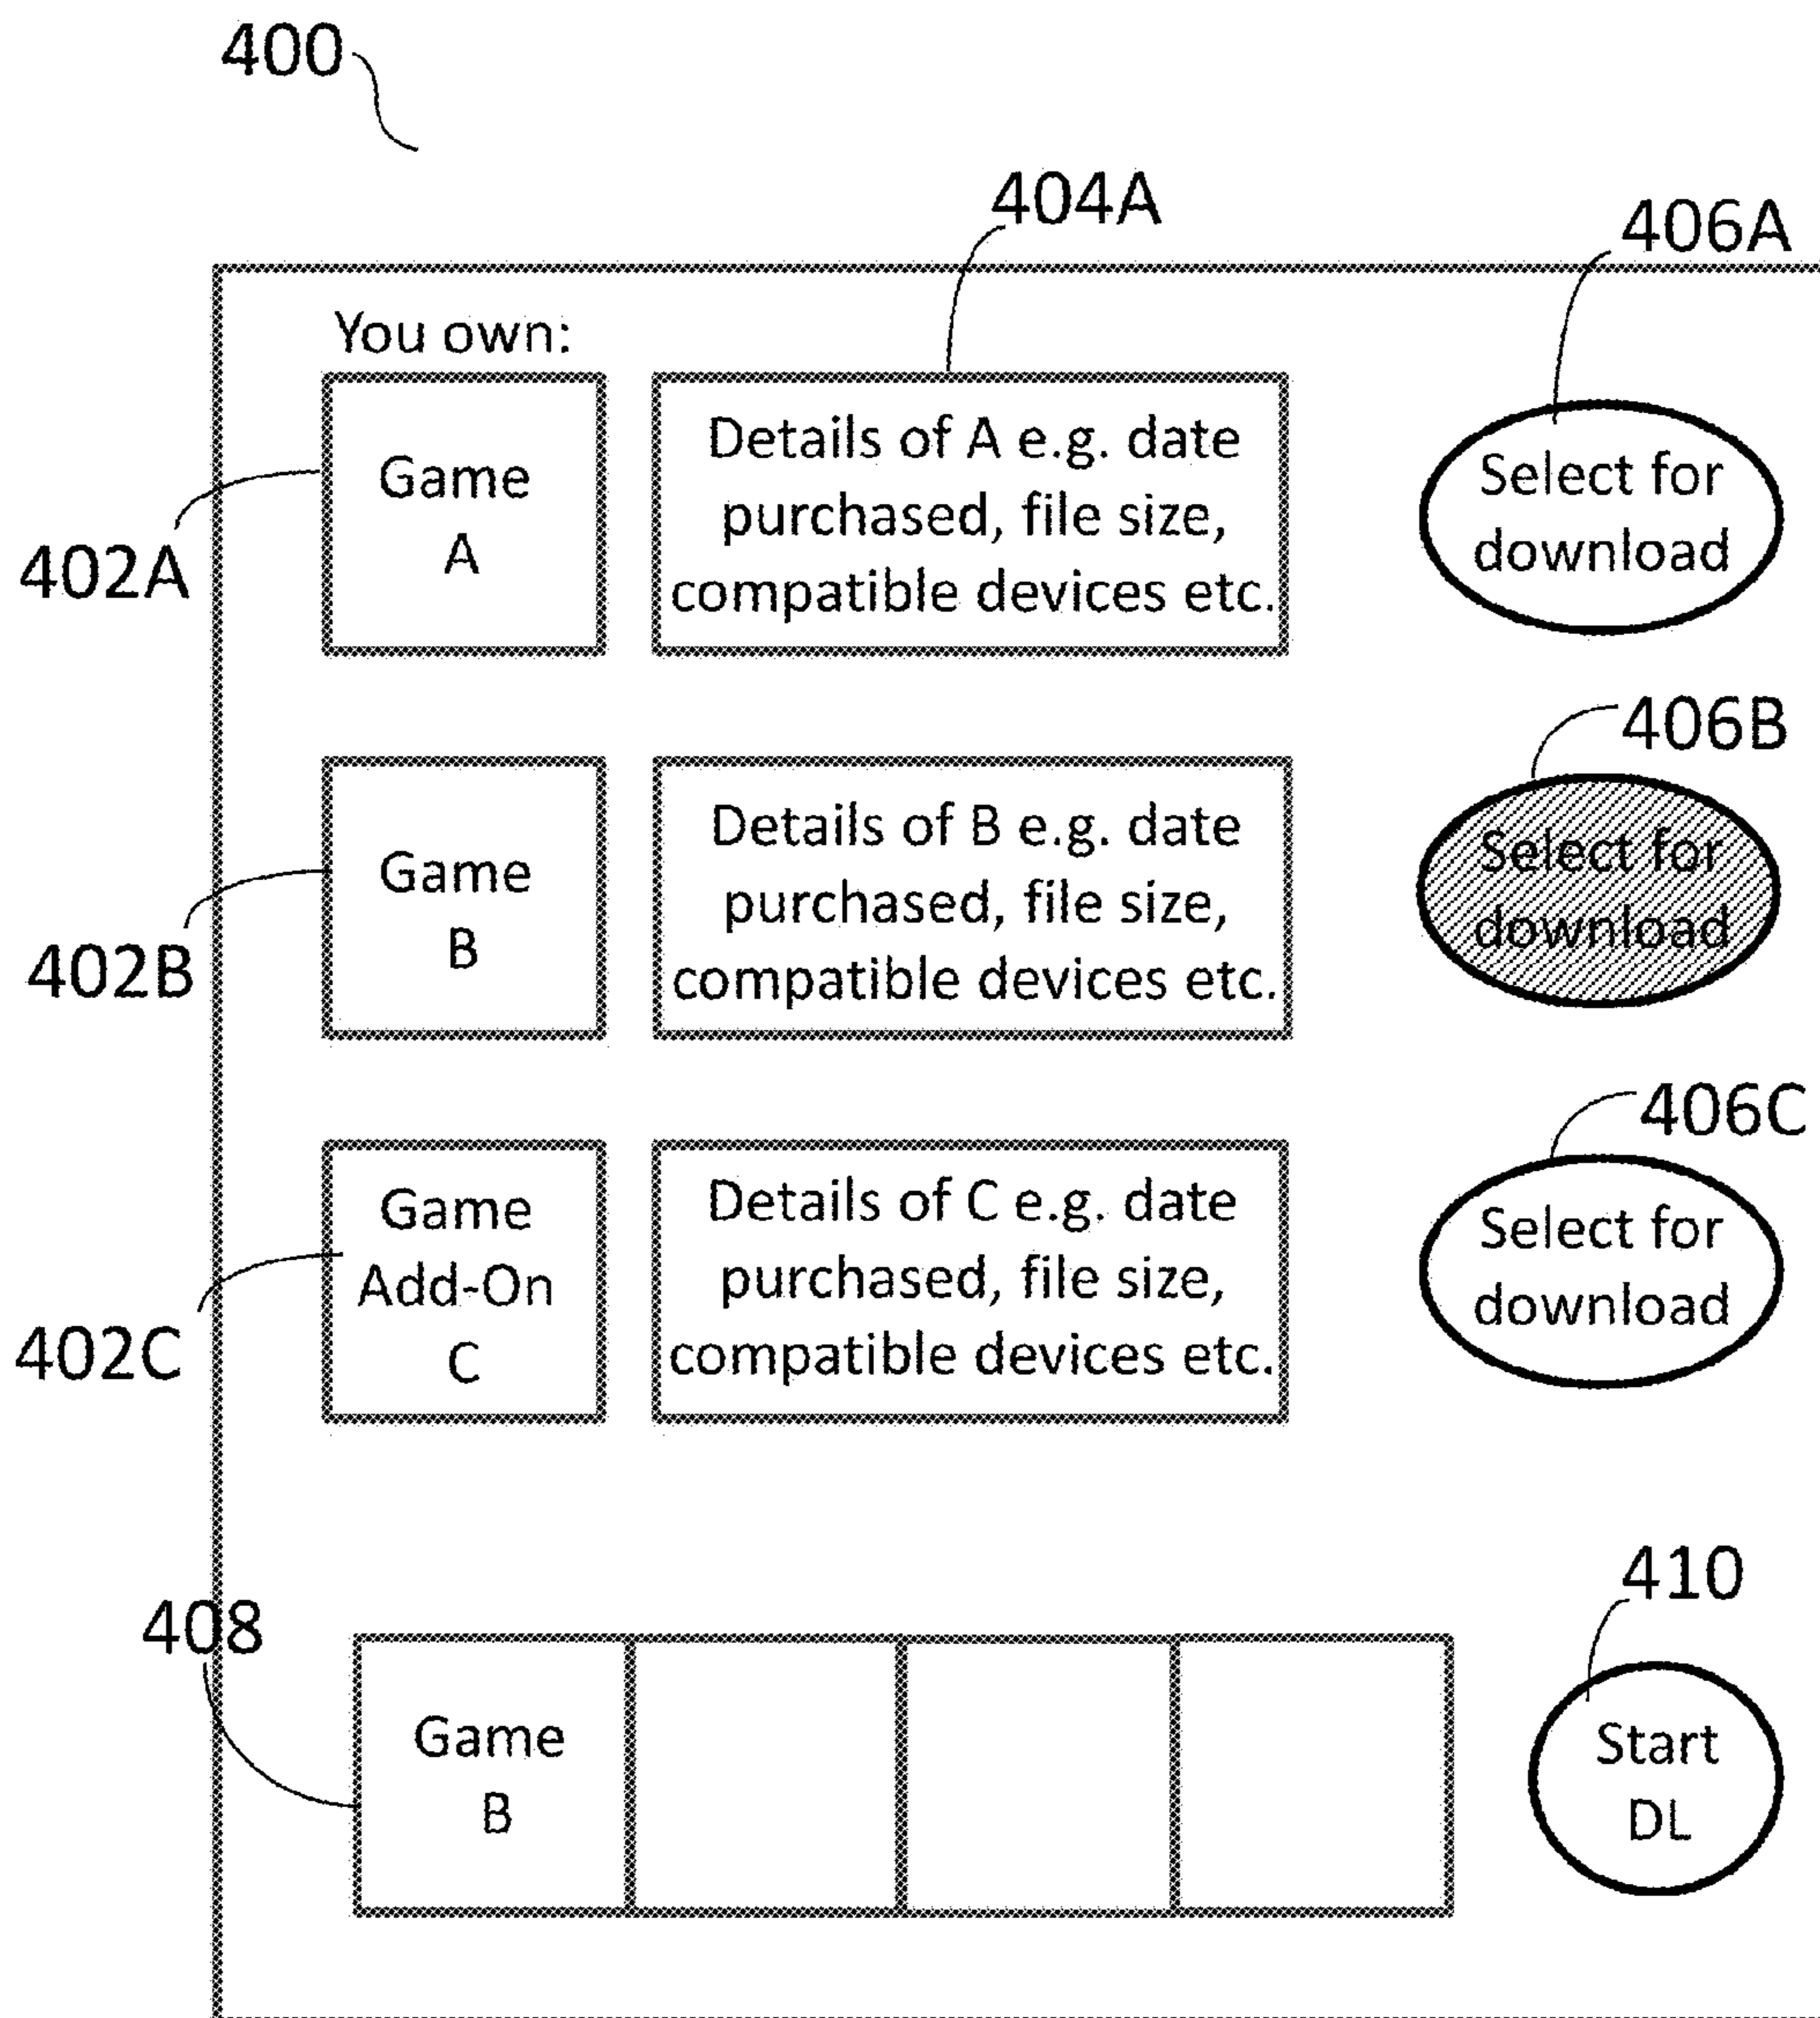 400
404A
406A
You own:
Game
A
Details of A e.g. date
purchased, file size,
compatible devices etc.
Select for
download
402A
406B
Game
B
Details of B e.g. date
purchased, file size,
compatible devices etc.
Select for
download
402B
406C
Game
Add-On
C
Details of C e.g. date
purchased, file size,
compatible devices etc.
Select for
download
402C
410
408
Game
B
Start
DL